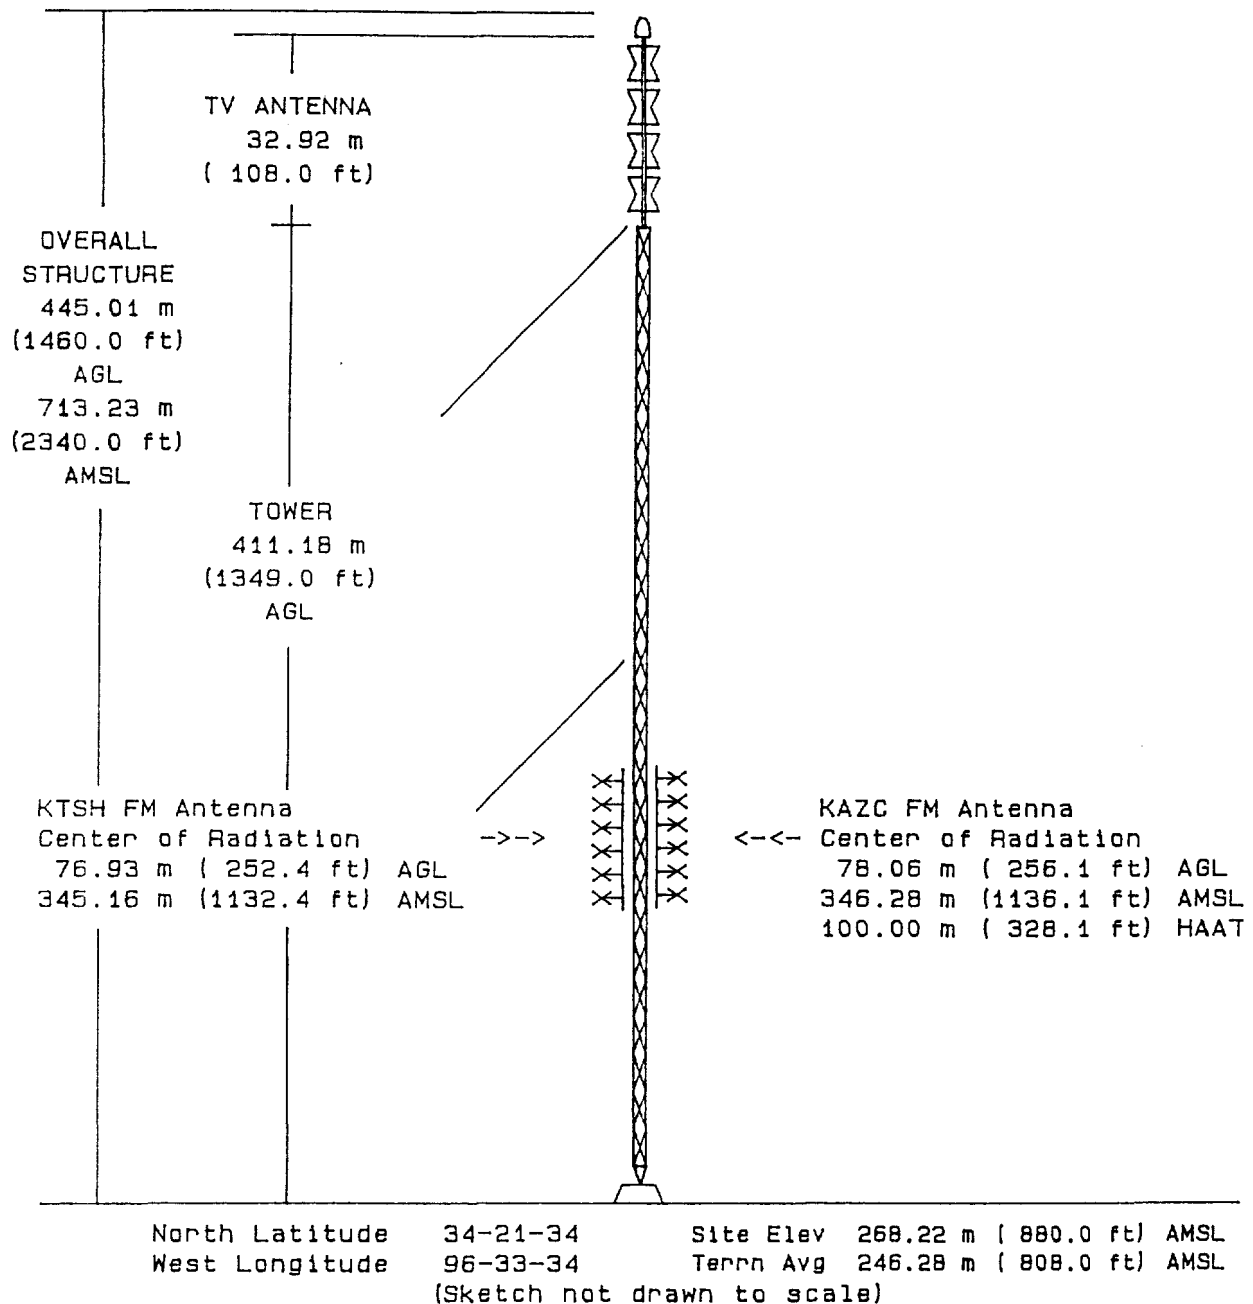 TV ANTENNA
32.92 m
( 108.0 ft)
OVERALL
STRUCTURE
445.01 m
(1460.0 ft)
AGL
713.23 m
(2340.0 ft)
AMSL
TOWER
411.18 m
(1349.0 ft)
AGL
KTSH FM Antenna
Center of Radiation ->->
76.93 m ( 252.4 ft) AGL
345.16 m (1132.4 ft) AMSL
KAZC FM Antenna
<-<- Center of Radiation
78.06 m ( 256.1 ft) AGL
346.28 m (1136.1 ft) AMSL
100.00 m ( 328.1 ft) HAAT
North Latitude 34-21-34
West Longitude 96-33-34
Site Elev 268.22 m ( 880.0 ft) AMSL
Terrn Avg 246.28 m ( 808.0 ft) AMSL
(Sketch not drawn to scale)